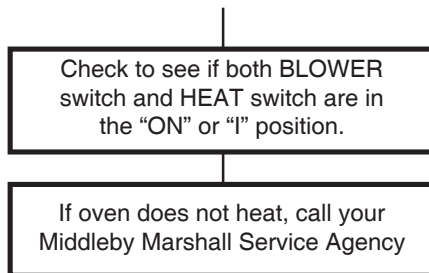 Check to see if both BLOWER
switch and HEAT switch are in
the “ON” or “I” position.
If oven does not heat, call your
Middleby Marshall Service Agency